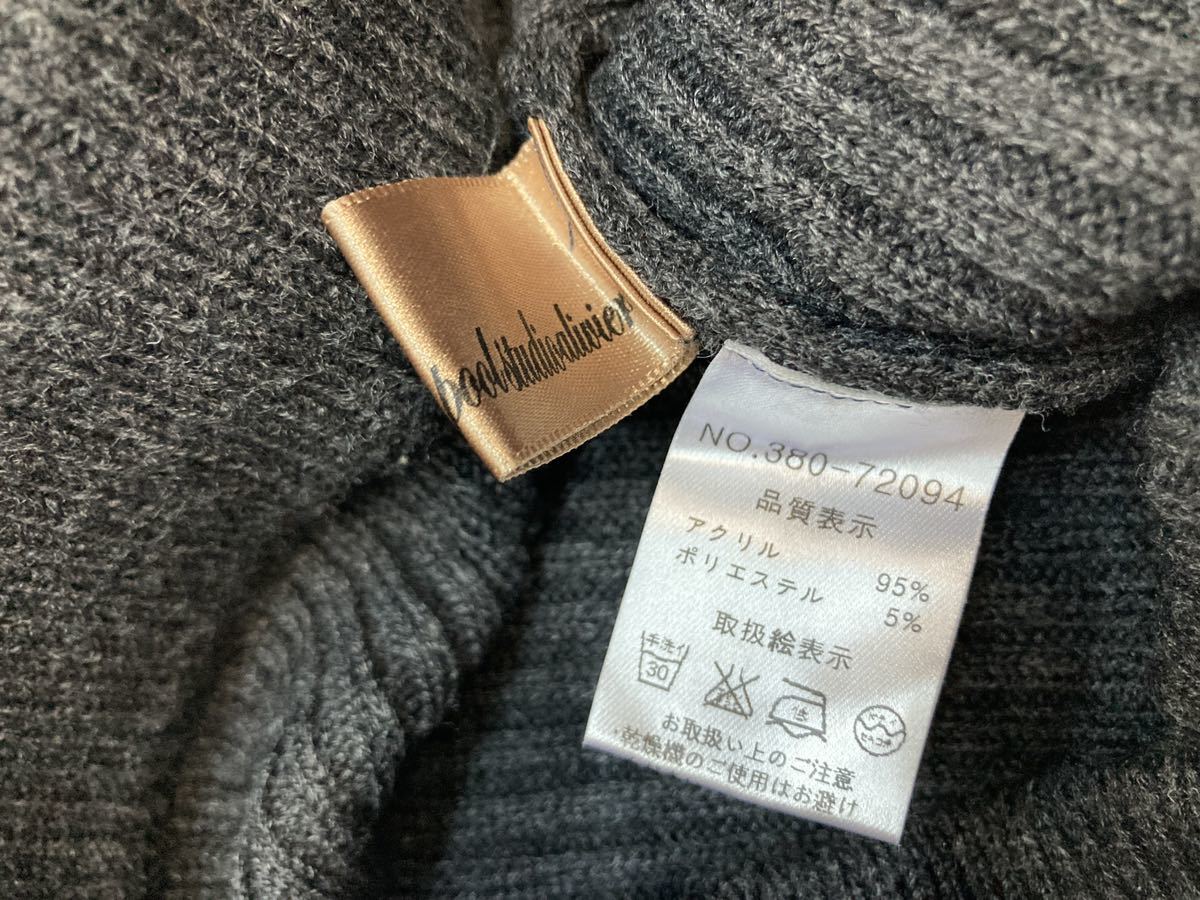 oodstudioolivier
NO.380-72094
品質表示
アクリル 95%
ポリエステル 5%
取扱絵表示
手洗イ
30
お取扱い上のご注意
・乾燥機のご使用はお避け